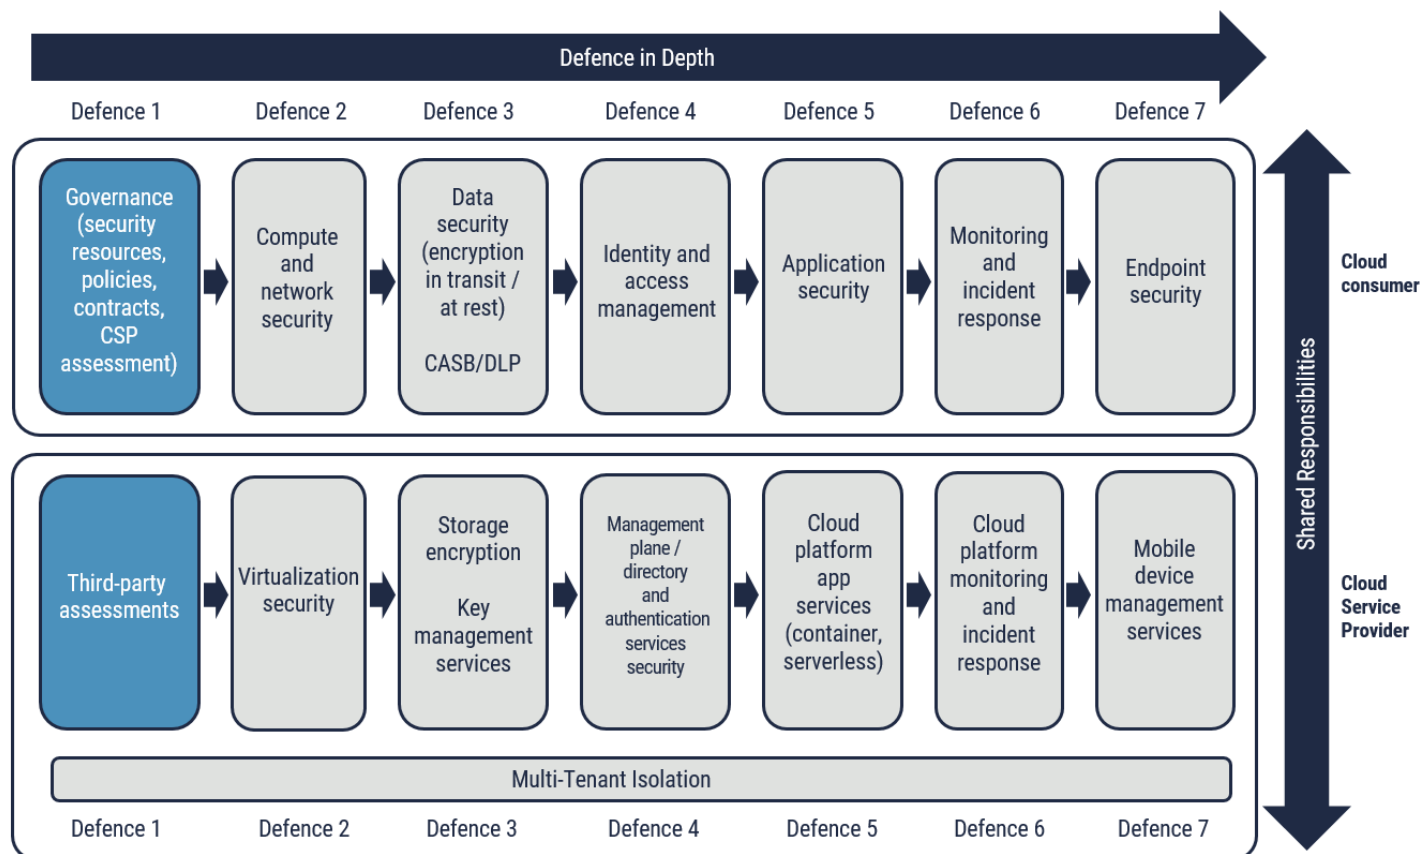 Defence in Depth
Defence 1
Defence 2
Defence 3
Defence 4
Defence 5
Defence 6
Defence 7
Governance
(security
resources,
policies,
contracts,
CSP
assessment)
Compute
and
network
security
Data
security
(encryption
in transit /
at rest)
CASB/DLP
Identity and
access
management
Application
security
Monitoring
and
incident
response
Endpoint
security
Cloud
consumer
Shared Responsibilities
Third-party
assessments
Virtualization
security
Storage
encryption
Key
management
services
Management
plane /
directory
and
authentication
services
security
Cloud
platform
app
services
(container,
serverless)
Cloud
platform
monitoring
and
incident
response
Mobile
device
management
services
Cloud
Service
Provider
Multi-Tenant Isolation
Defence 1
Defence 2
Defence 3
Defence 4
Defence 5
Defence 6
Defence 7